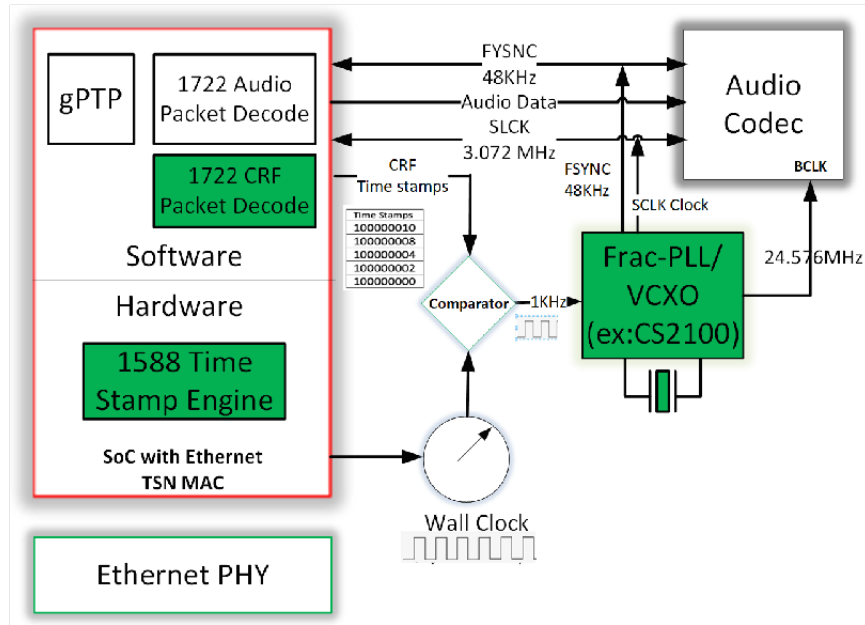 gPTP
1722 Audio
Packet Decode
1722 CRF
Packet Decode
Software
Hardware
1588 Time
Stamp Engine
SoC with Ethernet
TSN MAC
Ethernet PHY
FYSNC
48KHz
Audio Data
SLCK
3.072 MHz
CRF
Time stamps
Time Stamps
100000010
100000008
100000004
100000002
100000000
Comparator
1KHz
Wall Clock
FSYNC
48KHz
SCLK Clock
Frac-PLL/
VCXO
(ex:CS2100)
24.576MHz
Audio
Codec
BCLK